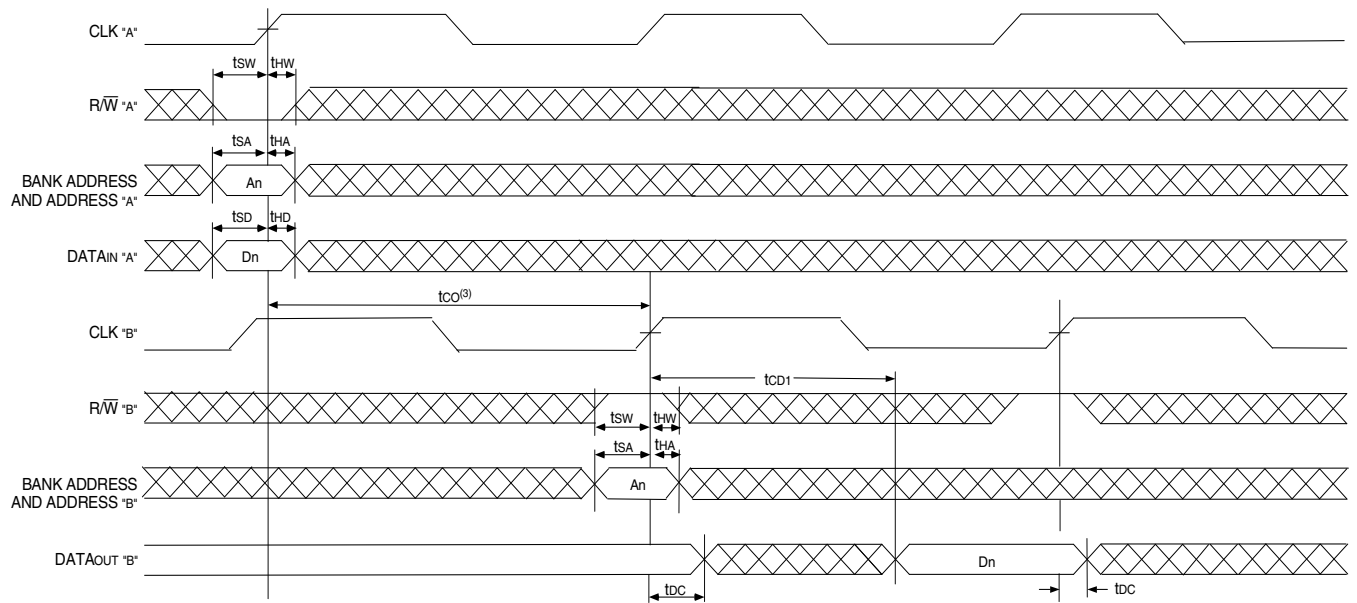 CLK "A"
tSW tHW
R/W "A"
tSA tHA
BANK ADDRESS
AND ADDRESS "A"
An
tSD tHD
DATAIN "A"
Dn
tCO(3)
CLK "B"
tCD1
R/W "B"
tSW tHW
tSA tHA
BANK ADDRESS
AND ADDRESS "B"
An
DATAOUT "B"
Dn
tDC
tDC